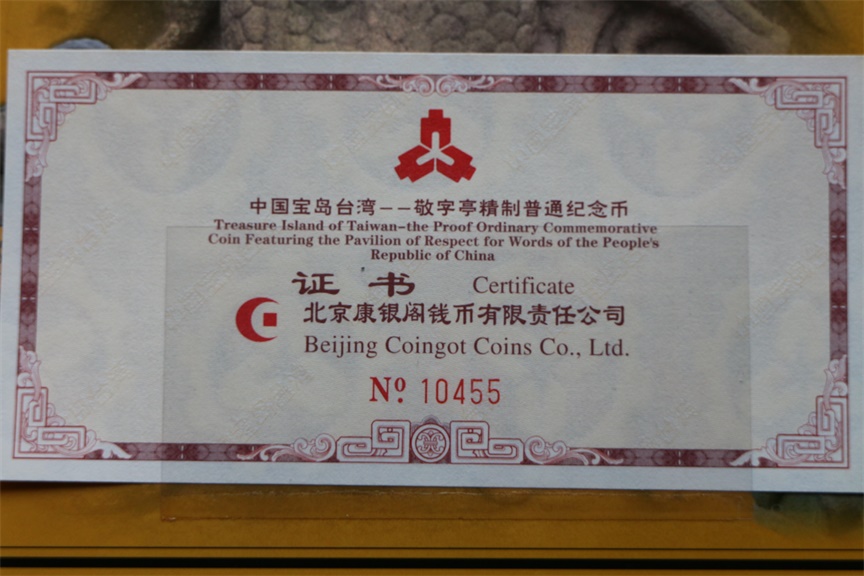 中国宝岛台湾--敬字亭精制普通纪念币
Treasure Island of Taiwan-the Proof Ordinary Commemorative
Coin Featuring the Pavilion of Respect for Words of the People's
Republic of China
证书 Certificate
北京康银阁钱币有限责任公司
Beijing Coingot Coins Co., Ltd.
Nº 10455